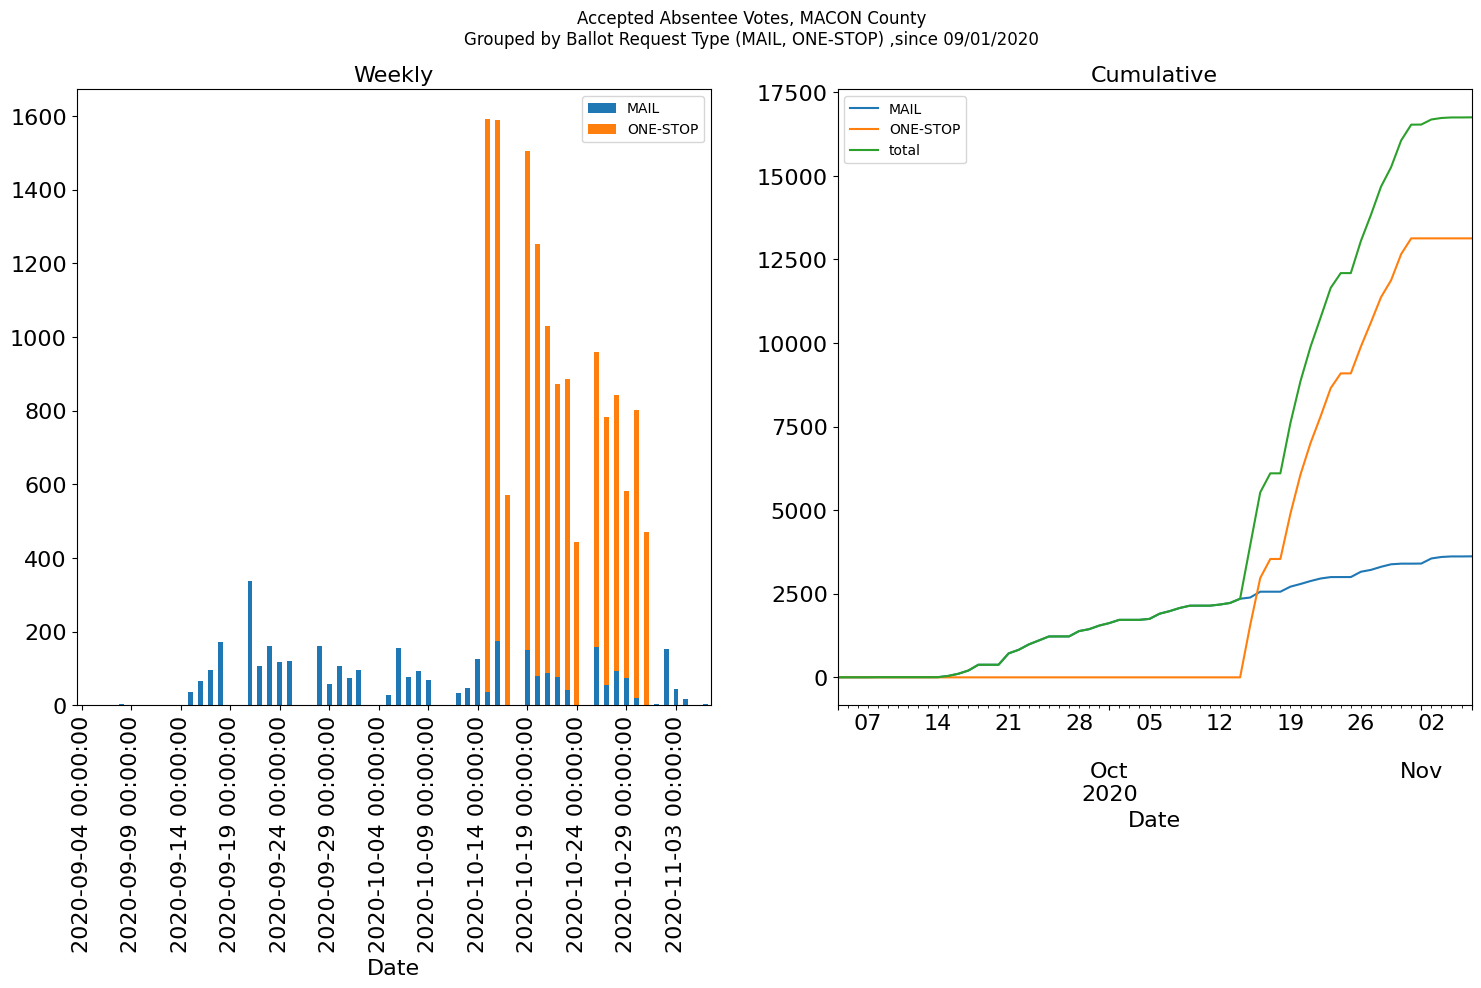 Accepted Absentee Votes, MACON County
Grouped by Ballot Request Type (MAIL, ONE-STOP) ,since 09/01/2020
Weekly
MAIL
ONE-STOP
1600
1400
1200
1000
800
600
400
200
0
2020-09-04 00:00:00
2020-09-09 00:00:00
2020-09-14 00:00:00
2020-09-19 00:00:00
2020-09-24 00:00:00
2020-09-29 00:00:00
2020-10-04 00:00:00
2020-10-09 00:00:00
2020-10-14 00:00:00
2020-10-19 00:00:00
2020-10-24 00:00:00
2020-10-29 00:00:00
2020-11-03 00:00:00
Date
Cumulative
MAIL
ONE-STOP
total
17500
15000
12500
10000
7500
5000
2500
0
07 14 21 28 05 12 19 26 02
Oct Nov
2020
Date